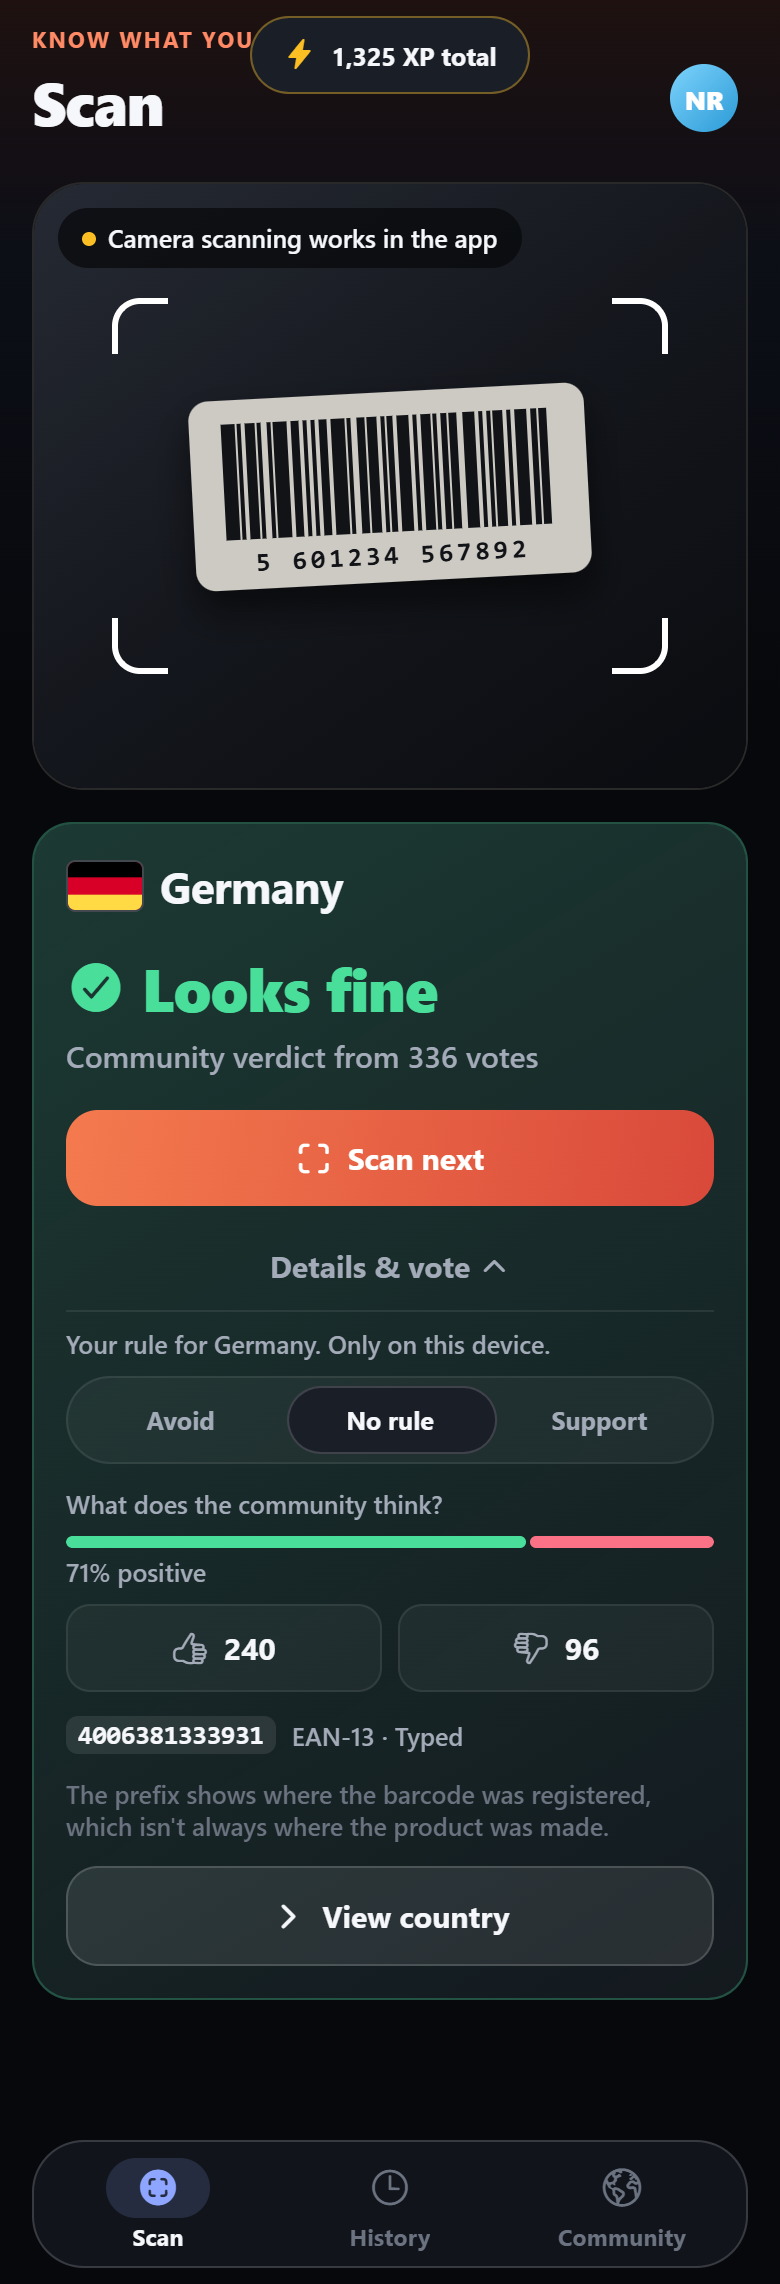 KNOW WHAT YOU
1,325 XP total
Scan
NR
Camera scanning works in the app
5 601234 567892
Germany
Looks fine
Community verdict from 336 votes
Scan next
Details & vote
Your rule for Germany. Only on this device.
Avoid No rule Support
What does the community think?
71% positive
240 96
4006381333931 EAN-13 · Typed
The prefix shows where the barcode was registered,
which isn't always where the product was made.
View country
Scan History Community